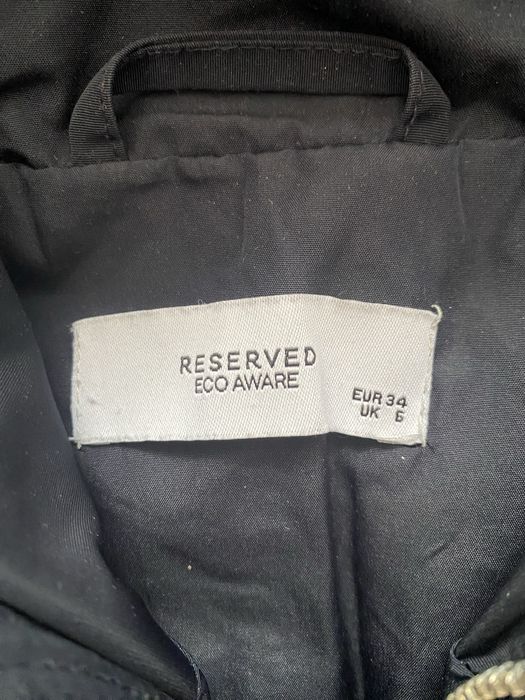 RESERVED
ECO AWARE
EUR 34
UK 6